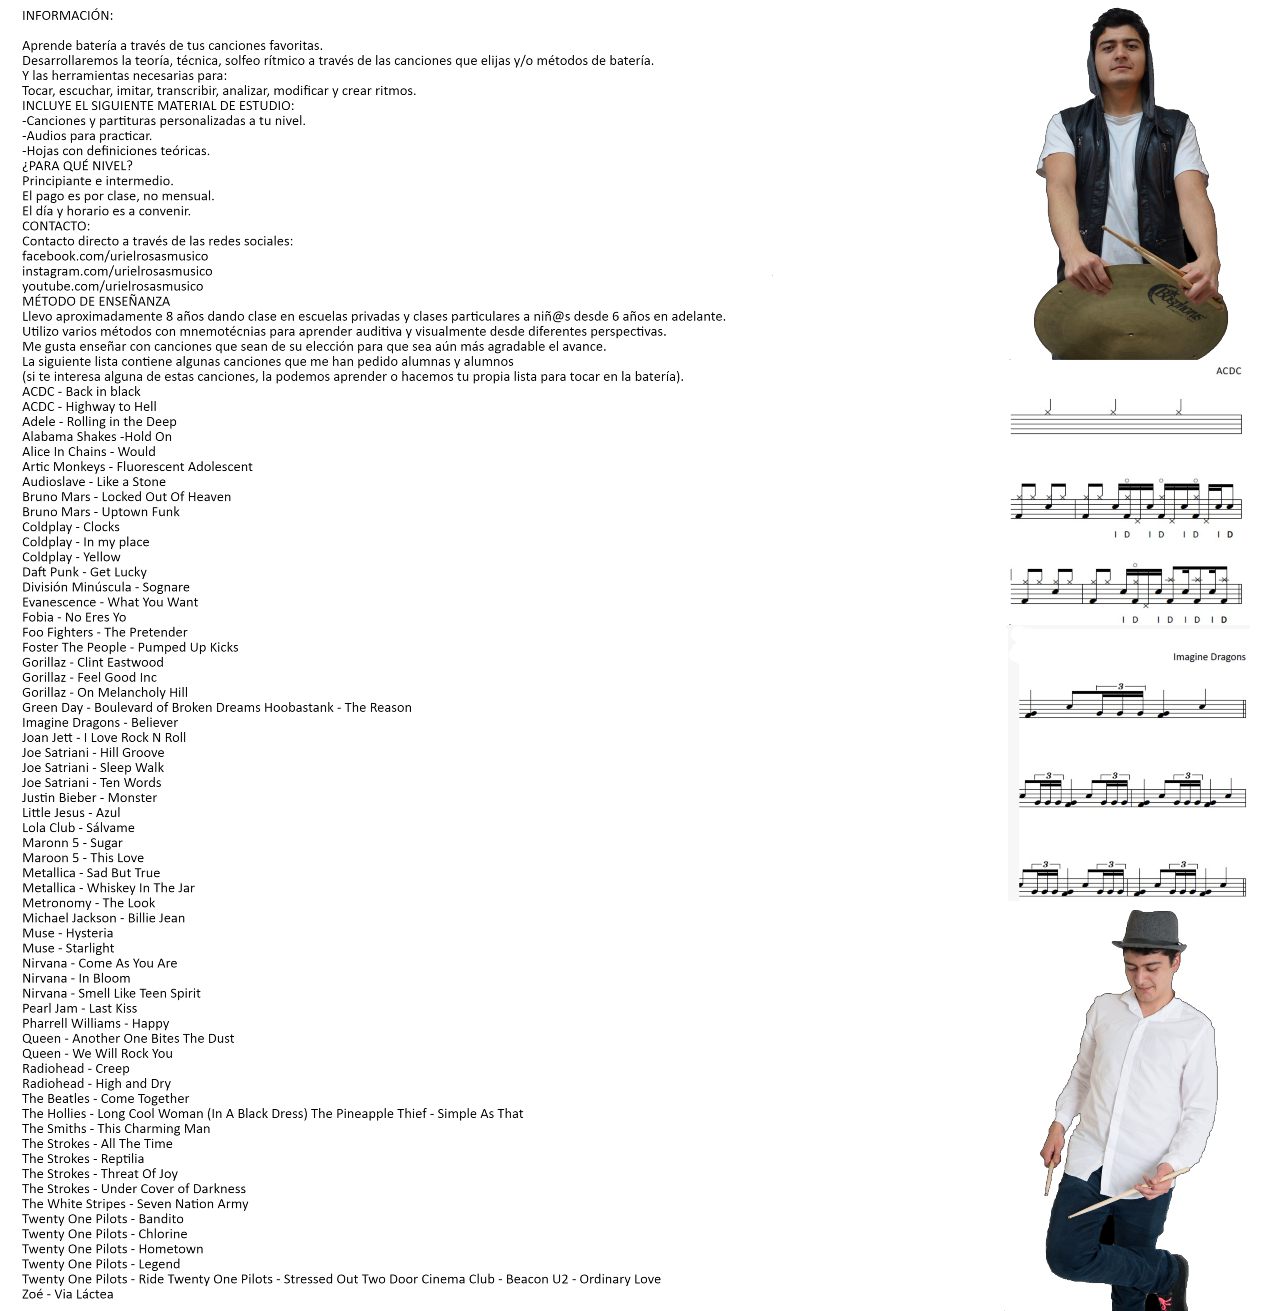 INFORMACIÓN:
Aprende batería a través de tus canciones favoritas.
Desarrollaremos la teoría, técnica, solfeo rítmico a través de las canciones que elijas y/o métodos de batería.
Y las herramientas necesarias para:
Tocar, escuchar, imitar, transcribir, analizar, modificar y crear ritmos.
INCLUYE EL SIGUIENTE MATERIAL DE ESTUDIO:
-Canciones y partituras personalizadas a tu nivel.
-Audios para practicar.
-Hojas con definiciones teóricas.
¿PARA QUÉ NIVEL?
Principiante e intermedio.
El pago es por clase, no mensual.
El día y horario es a convenir.
CONTACTO:
Contacto directo a través de las redes sociales:
facebook.com/urielrosasmusico
instagram.com/urielrosasmusico
youtube.com/urielrosasmusico
MÉTODO DE ENSEÑANZA
Llevo aproximadamente 8 años dando clase en escuelas privadas y clases particulares a niñ@s desde 6 años en adelante.
Utilizo varios métodos con mnemotécnias para aprender auditiva y visualmente desde diferentes perspectivas.
Me gusta enseñar con canciones que sean de su elección para que sea aún más agradable el avance.
La siguiente lista contiene algunas canciones que me han pedido alumnas y alumnos
(si te interesa alguna de estas canciones, la podemos aprender o hacemos tu propia lista para tocar en la batería).
ACDC - Back in black
ACDC - Highway to Hell
Adele - Rolling in the Deep
Alabama Shakes -Hold On
Alice In Chains - Would
Artic Monkeys - Fluorescent Adolescent
Audioslave - Like a Stone
Bruno Mars - Locked Out Of Heaven
Bruno Mars - Uptown Funk
Coldplay - Clocks
Coldplay - In my place
Coldplay - Yellow
Daft Punk - Get Lucky
División Minúscula - Sognare
Evanescence - What You Want
Fobia - No Eres Yo
Foo Fighters - The Pretender
Foster The People - Pumped Up Kicks
Gorillaz - Clint Eastwood
Gorillaz - Feel Good Inc
Gorillaz - On Melancholy Hill
Green Day - Boulevard of Broken Dreams Hoobastank - The Reason
Imagine Dragons - Believer
Joan Jett - I Love Rock N Roll
Joe Satriani - Hill Groove
Joe Satriani - Sleep Walk
Joe Satriani - Ten Words
Justin Bieber - Monster
Little Jesus - Azul
Lola Club - Sálvame
Maronn 5 - Sugar
Maroon 5 - This Love
Metallica - Sad But True
Metallica - Whiskey In The Jar
Metronomy - The Look
Michael Jackson - Billie Jean
Muse - Hysteria
Muse - Starlight
Nirvana - Come As You Are
Nirvana - In Bloom
Nirvana - Smell Like Teen Spirit
Pearl Jam - Last Kiss
Pharrell Williams - Happy
Queen - Another One Bites The Dust
Queen - We Will Rock You
Radiohead - Creep
Radiohead - High and Dry
The Beatles - Come Together
The Hollies - Long Cool Woman (In A Black Dress) The Pineapple Thief - Simple As That
The Smiths - This Charming Man
The Strokes - All The Time
The Strokes - Reptilia
The Strokes - Threat Of Joy
The Strokes - Under Cover of Darkness
The White Stripes - Seven Nation Army
Twenty One Pilots - Bandito
Twenty One Pilots - Chlorine
Twenty One Pilots - Hometown
Twenty One Pilots - Legend
Twenty One Pilots - Ride Twenty One Pilots - Stressed Out Two Door Cinema Club - Beacon U2 - Ordinary Love
Zoé - Via Láctea
Bosphorus
ACDC
I D I D I D I D
I D I D I D I D
Imagine Dragons
3
3 3 3
3 3 3